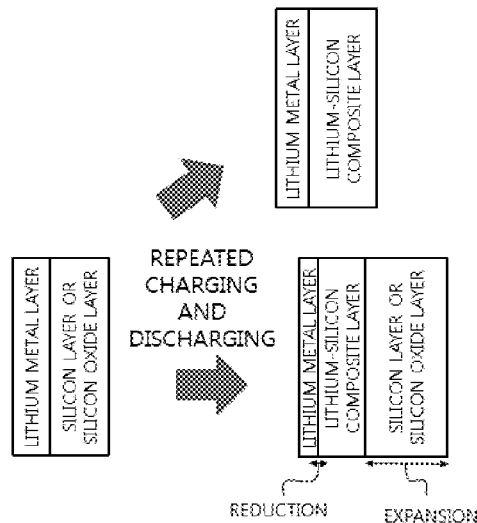 LITHIUM METAL LAYER
LITHIUM-SILICON
COMPOSITE LAYER
LITHIUM METAL LAYER
SILICON LAYER OR
SILICON OXIDE LAYER
REPEATED
CHARGING
AND
DISCHARGING
LITHIUM METAL LAYER
LITHIUM-SILICON
COMPOSITE LAYER
SILICON LAYER OR
SILICON OXIDE LAYER
REDUCTION
EXPANSION